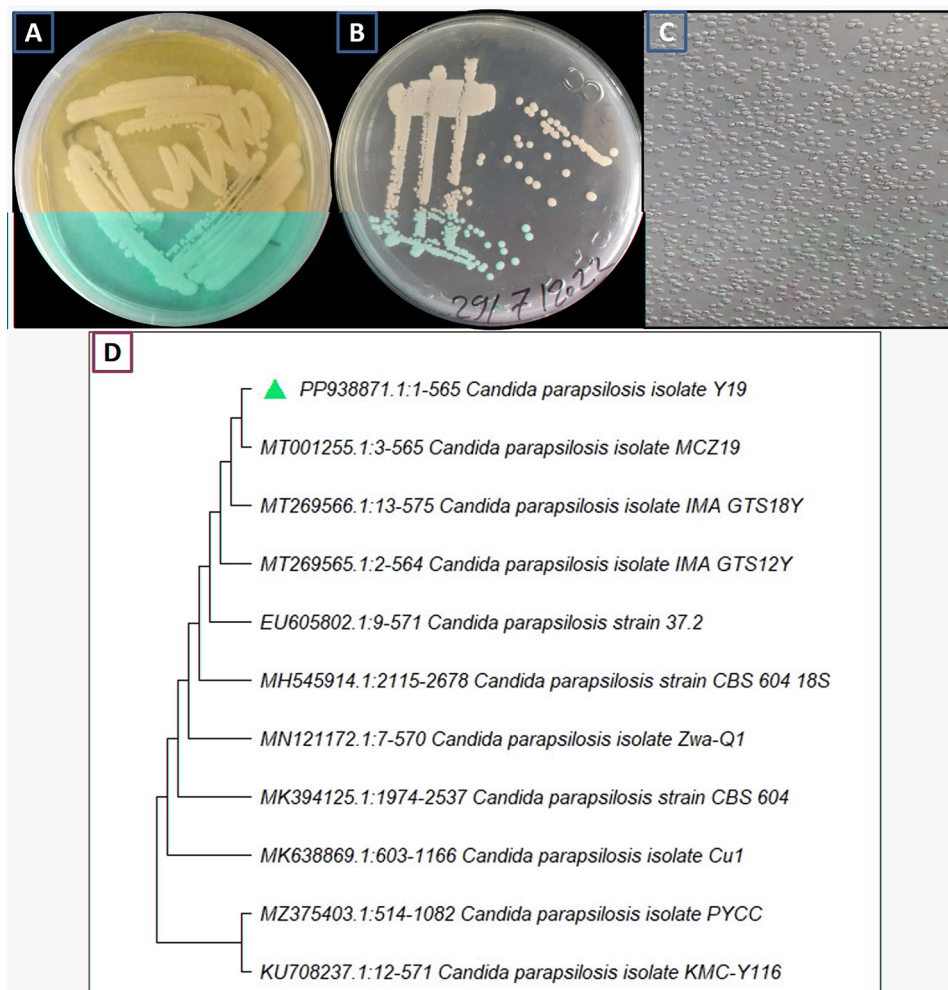 A
B
C
29/7/2022
D
PP938871.1:1-565 Candida parapsilosis isolate Y19
MT001255.1:3-565 Candida parapsilosis isolate MCZ19
MT269566.1:13-575 Candida parapsilosis isolate IMA GTS18Y
MT269565.1:2-564 Candida parapsilosis isolate IMA GTS12Y
EU605802.1:9-571 Candida parapsilosis strain 37.2
MH545914.1:2115-2678 Candida parapsilosis strain CBS 604 18S
MN121172.1:7-570 Candida parapsilosis isolate Zwa-Q1
MK394125.1:1974-2537 Candida parapsilosis strain CBS 604
MK638869.1:603-1166 Candida parapsilosis isolate Cu1
MZ375403.1:514-1082 Candida parapsilosis isolate PYCC
KU708237.1:12-571 Candida parapsilosis isolate KMC-Y116